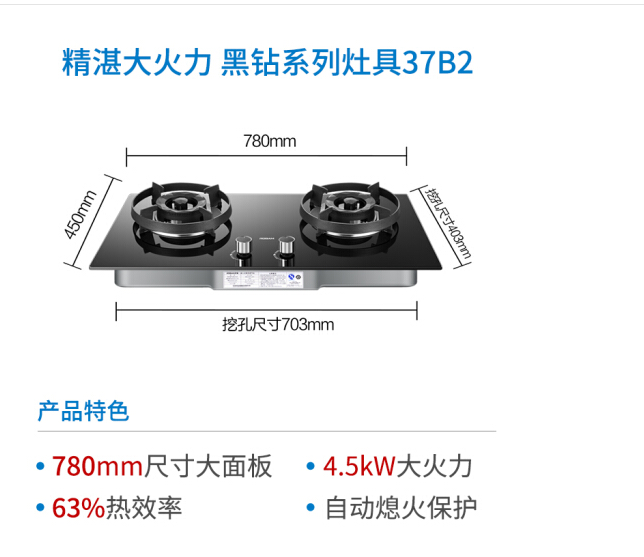 精湛大火力 黑钻系列灶具37B2
780mm
450mm
挖孔尺寸403mm
挖孔尺寸703mm
产品特色
780mm尺寸大面板
4.5kW大火力
63%热效率
自动熄火保护